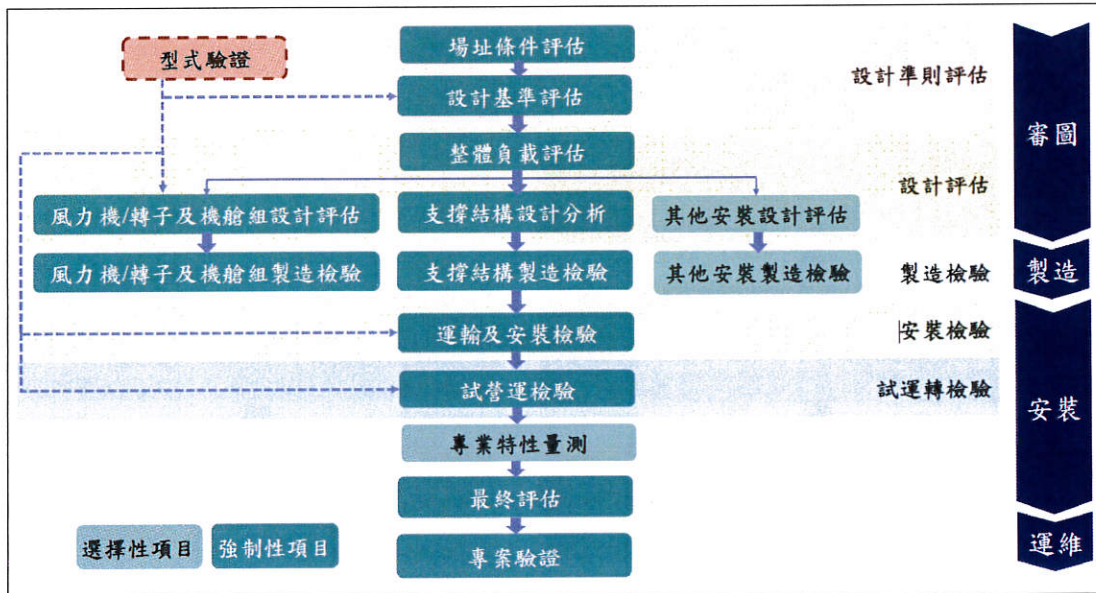 型式驗證
場址條件評估
設計準則評估
設計基準評估
審圖
整體負載評估
設計評估
風力機/轉子及機艙組設計評估
支撐結構設計分析
其他安裝設計評估
風力機/轉子及機艙組製造檢驗
支撐結構製造檢驗
其他安裝製造檢驗
製造檢驗
製造
運輸及安裝檢驗
安裝檢驗
試營運檢驗
試運轉檢驗
安裝
專業特性量測
最終評估
選擇性項目
強制性項目
專案驗證
運維